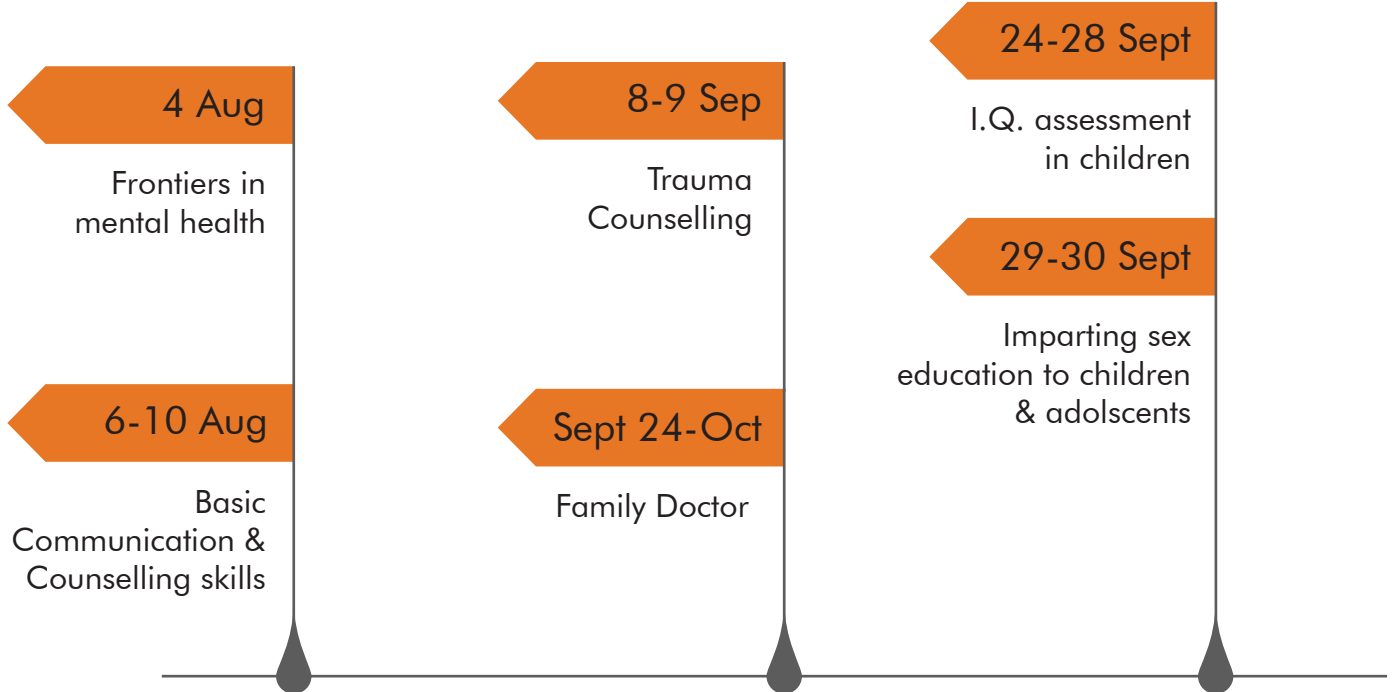 4 Aug
Frontiers in
mental health
6-10 Aug
Basic
Communication &
Counselling skills
8-9 Sep
Trauma
Counselling
Sept 24-Oct
Family Doctor
24-28 Sept
I.Q. assessment
in children
29-30 Sept
Imparting sex
education to children
& adolscents